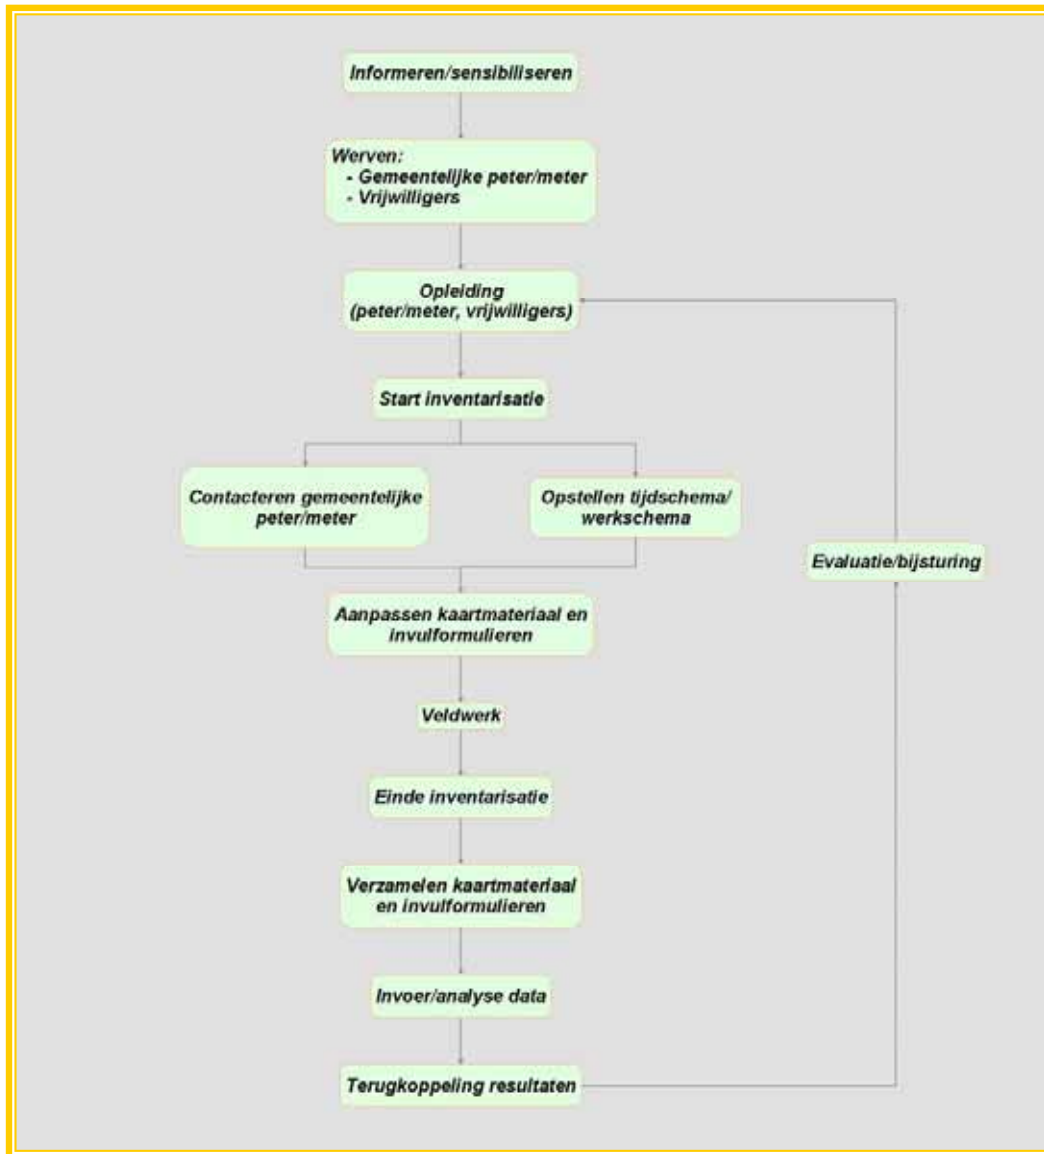 Informeren/sensibiliseren
Werven:
- Gemeentelijke peter/meter
- Vrijwilligers
Opleiding
(peter/meter, vrijwilligers)
Start inventarisatie
Contacteren gemeentelijke
peter/meter
Opstellen tijdschema/
werkschema
Evaluatie/bijsturing
Aanpassen kaartmateriaal en
invulformulieren
Veldwerk
Einde inventarisatie
Verzamelen kaartmateriaal
en invulformulieren
Invoer/analyse data
Terugkoppeling resultaten